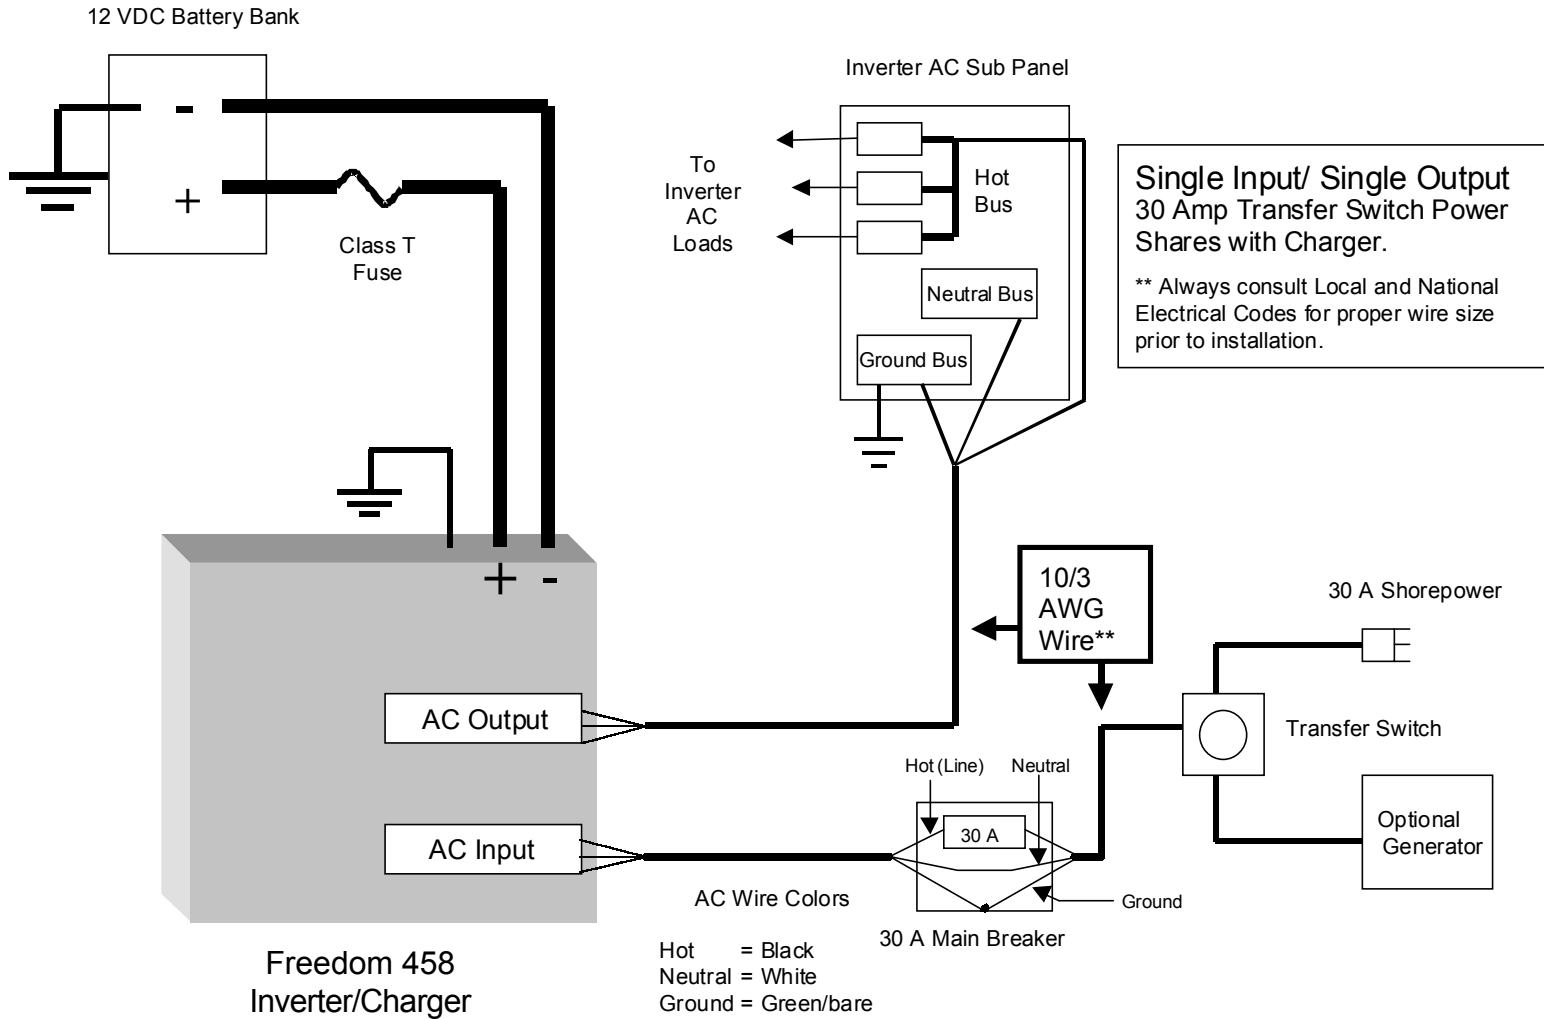 12 VDC Battery Bank
-
+
Class T
Fuse
Inverter AC Sub Panel
To
Inverter
AC
Loads
Hot
Bus
Neutral Bus
Ground Bus
Single Input/ Single Output
30 Amp Transfer Switch Power
Shares with Charger.
** Always consult Local and National
Electrical Codes for proper wire size
prior to installation.
+ -
10/3
AWG
Wire**
30 A Shorepower
Transfer Switch
Optional
Generator
AC Output
AC Input
Hot (Line)
Neutral
30 A
Ground
30 A Main Breaker
AC Wire Colors
Hot = Black
Neutral = White
Ground = Green/bare
Freedom 458
Inverter/Charger